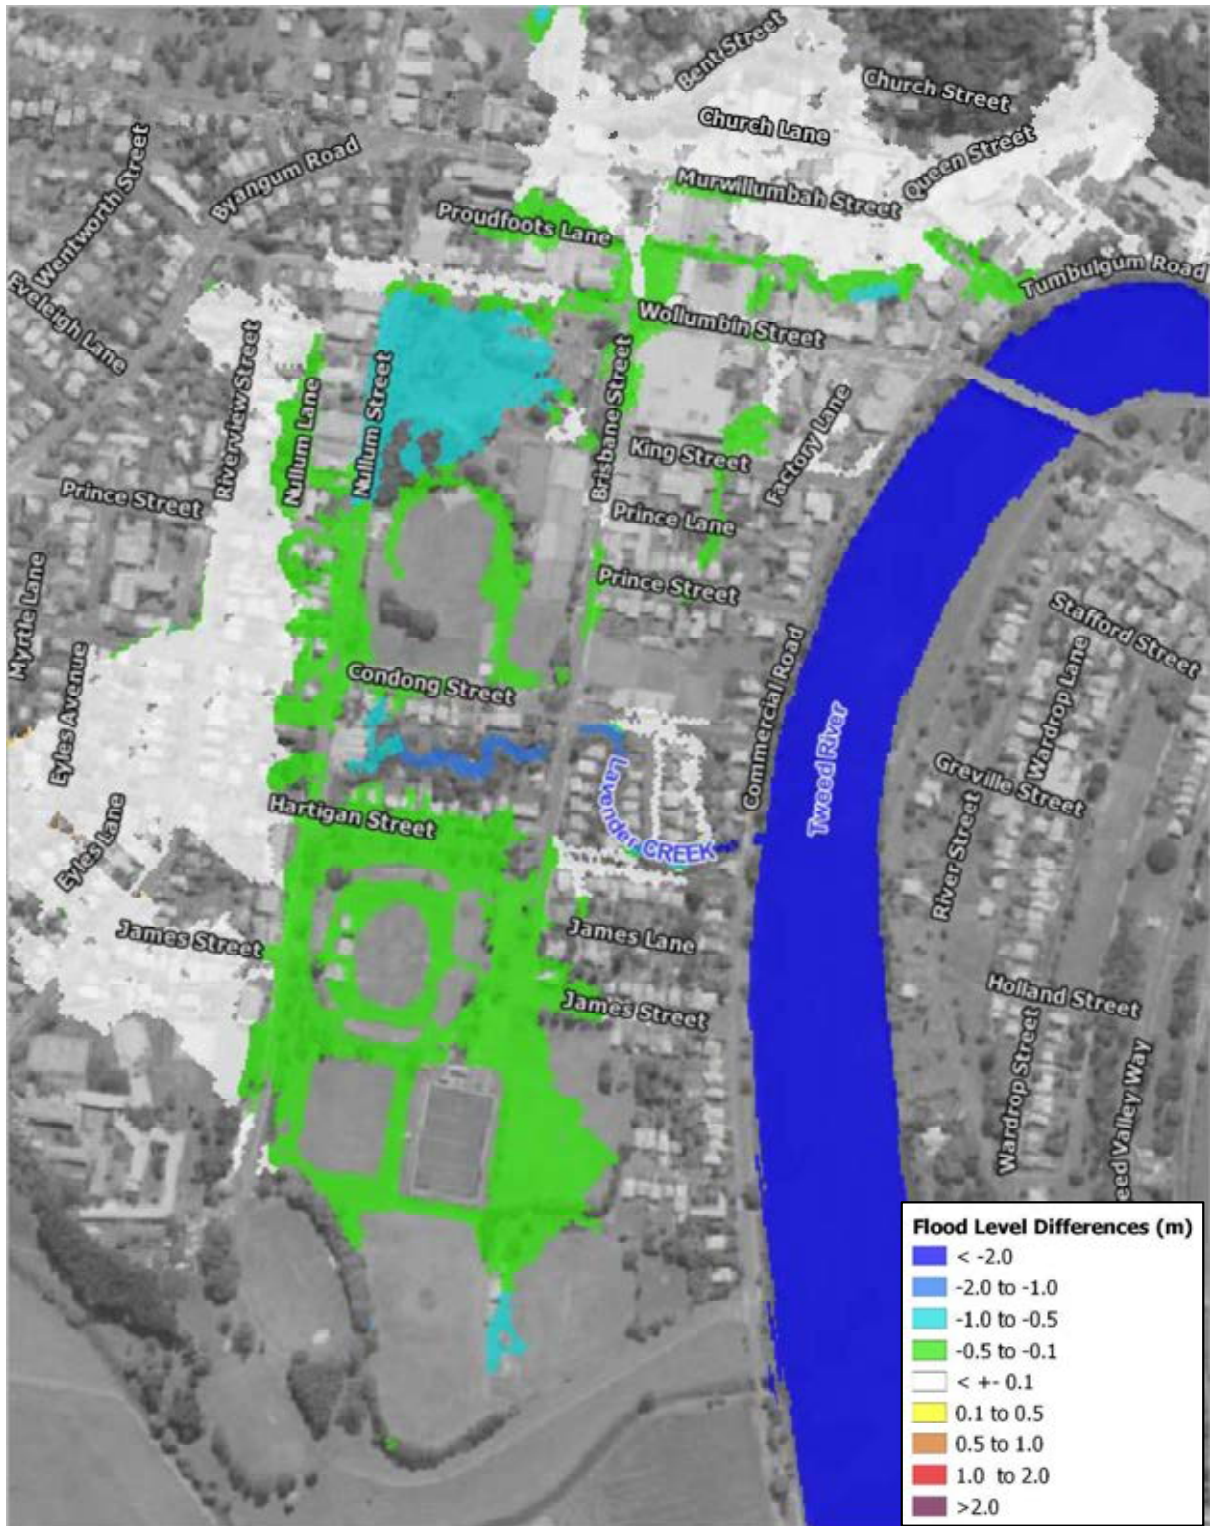 Bent Street
Church Street
Church Lane
Queen Street
Wentworth Street
Byangum Road
Murwillumbah Street
Proudfoots Lane
Tumbulgum Road
Eveleigh Lane
Wollumbin Street
Riverview Street
Nullum Lane
Nullum Street
Brisbane Street
Factory Lane
King Street
Prince Street
Prince Lane
Prince Street
Myrtle Lane
Stafford Street
Condong Street
Commercial Road
Wardrop Lane
Eyles Avenue
Tweed River
Greville Street
Lavender CREEK
Hartigan Street
Eyles Lane
River Street
James Street
James Lane
Holland Street
James Street
Wardrop Street
eed Valley Way
Flood Level Differences (m)
< -2.0
-2.0 to -1.0
-1.0 to -0.5
-0.5 to -0.1
< +- 0.1
0.1 to 0.5
0.5 to 1.0
1.0 to 2.0
>2.0